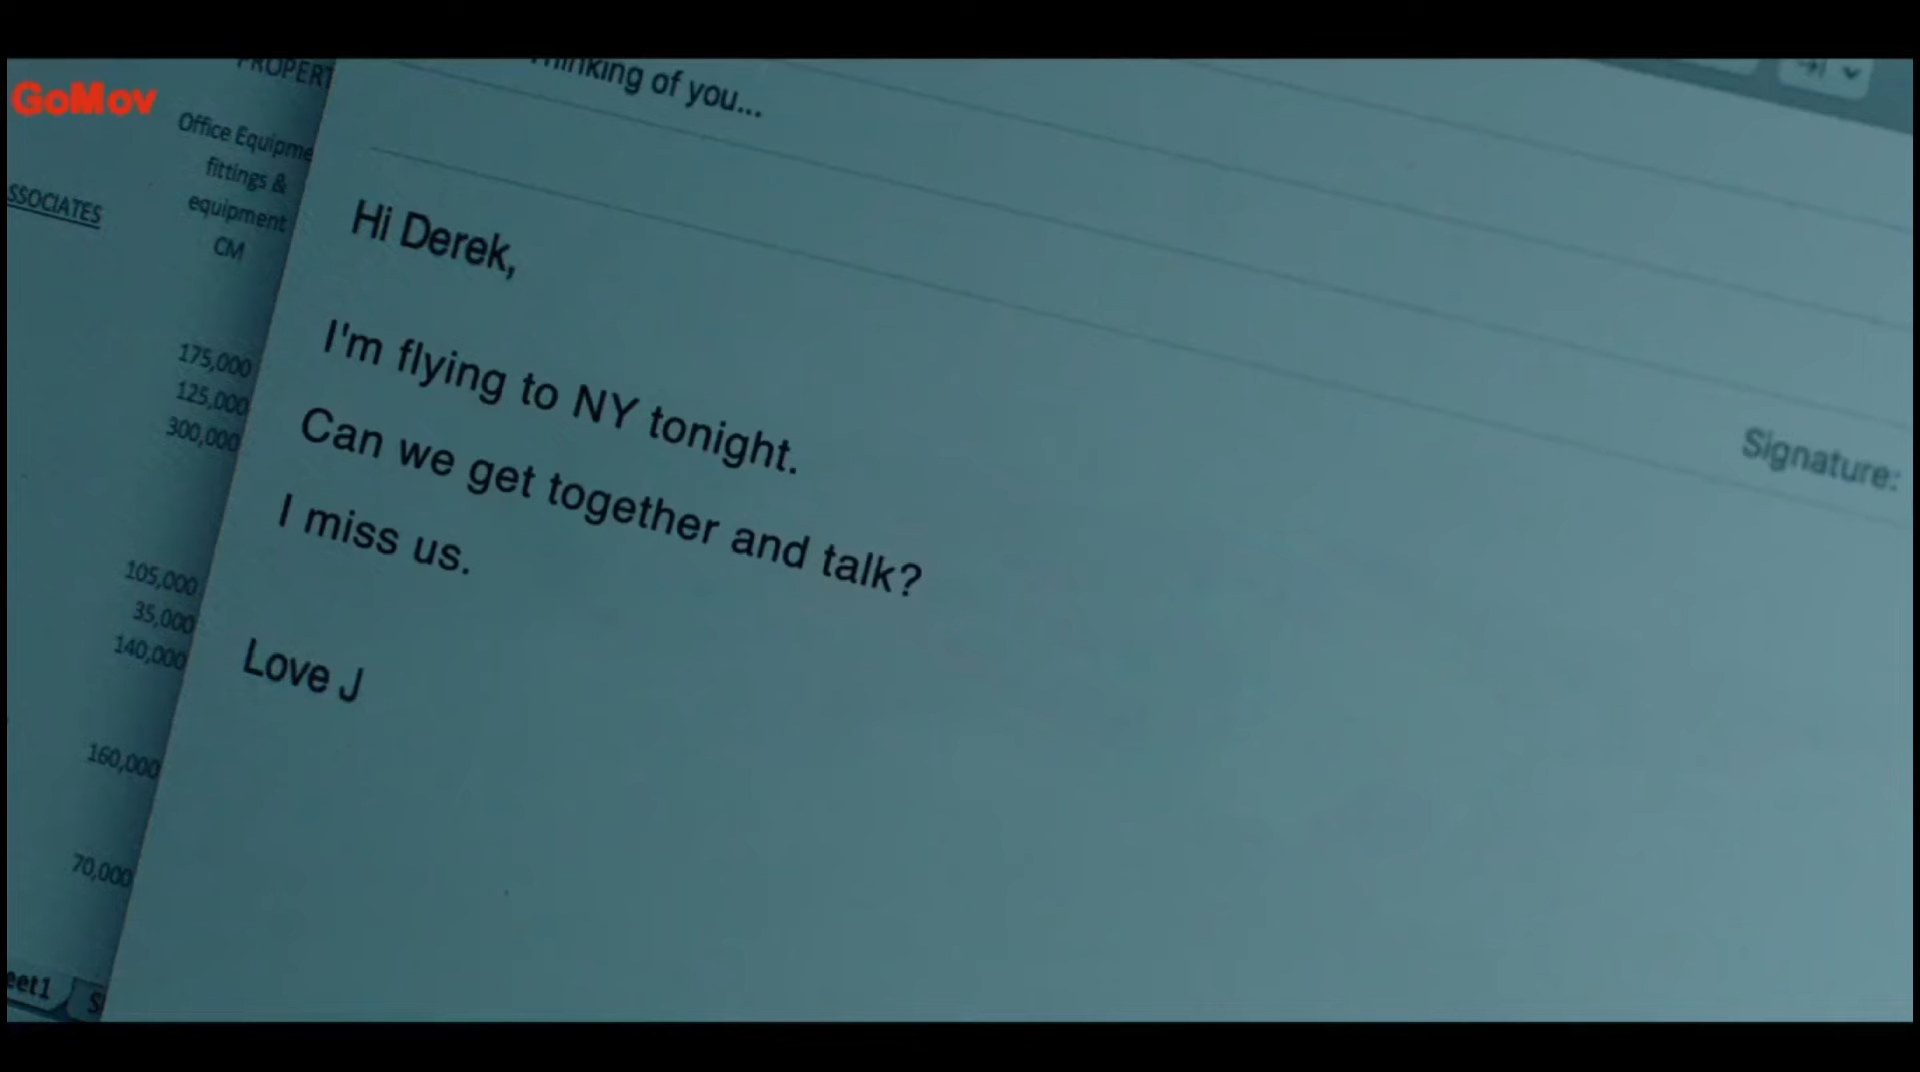 GoMov
PROPERT
Office Equipme
fittings &
equipment
CM
SSOCIATES
175,000
125,000
300,000
105,000
35,000
140,000
160,000
70,000
eet1
S
Thinking of you...
Hi Derek,
I'm flying to NY tonight.
Can we get together and talk?
I miss us.
Love J
Signature: